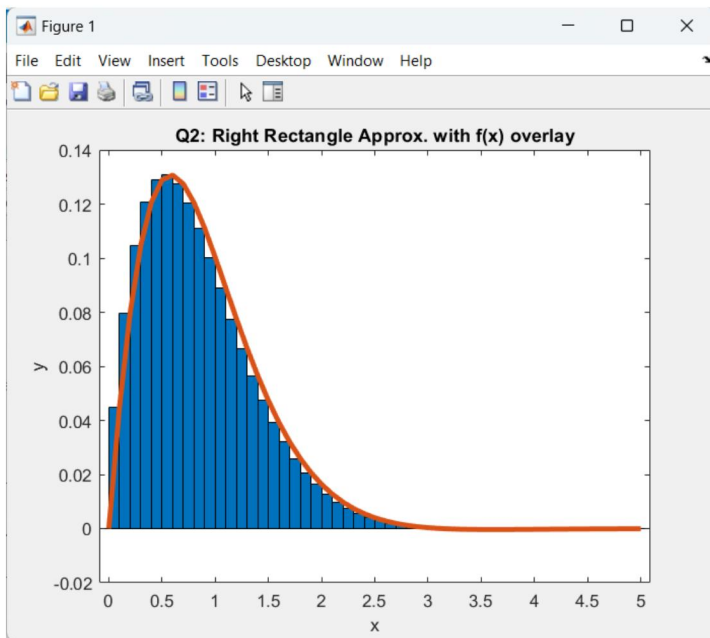 Figure 1
File Edit View Insert Tools Desktop Window Help
Q2: Right Rectangle Approx. with f(x) overlay
0.14
0.12
0.1
0.08
0.06
0.04
0.02
0
-0.02
y
0 0.5 1 1.5 2 2.5 3 3.5 4 4.5 5
x